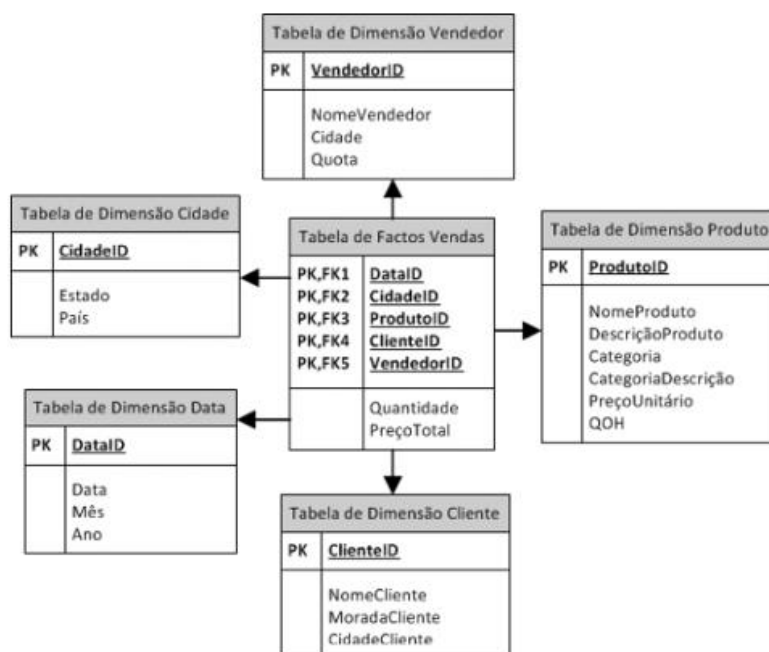 Tabela de Dimensão Vendedor
PK VendedorID
NomeVendedor
Cidade
Quota
Tabela de Dimensão Cidade
PK CidadeID
Estado
País
Tabela de Factos Vendas
PK,FK1 DataID
PK,FK2 CidadeID
PK,FK3 ProdutoID
PK,FK4 ClienteID
PK,FK5 VendedorID
Quantidade
PreçoTotal
Tabela de Dimensão Produto
PK ProdutoID
NomeProduto
DescriçãoProduto
Categoria
CategoriaDescrição
PreçoUnitário
QOH
Tabela de Dimensão Data
PK DataID
Data
Mês
Ano
Tabela de Dimensão Cliente
PK ClienteID
NomeCliente
MoradaCliente
CidadeCliente